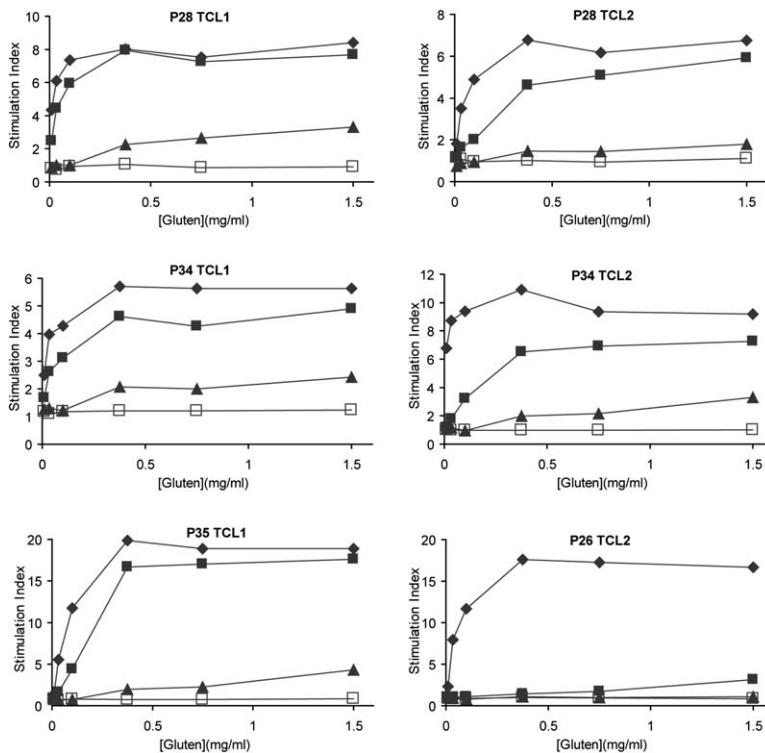 P28 TCL1
Stimulation Index
10
8
6
4
2
0
0 0.5 1 1.5
[Gluten](mg/ml)
P28 TCL2
Stimulation Index
8
6
4
2
0
0 0.5 1 1.5
[Gluten](mg/ml)
P34 TCL1
Stimulation Index
6
5
4
3
2
1
0
0 0.5 1 1.5
[Gluten](mg/ml)
P34 TCL2
Stimulation Index
12
10
8
6
4
2
0
0 0.5 1 1.5
[Gluten](mg/ml)
P35 TCL1
Stimulation Index
20
15
10
5
0
0 0.5 1 1.5
[Gluten](mg/ml)
P26 TCL2
Stimulation Index
20
15
10
5
0
0 0.5 1 1.5
[Gluten](mg/ml)